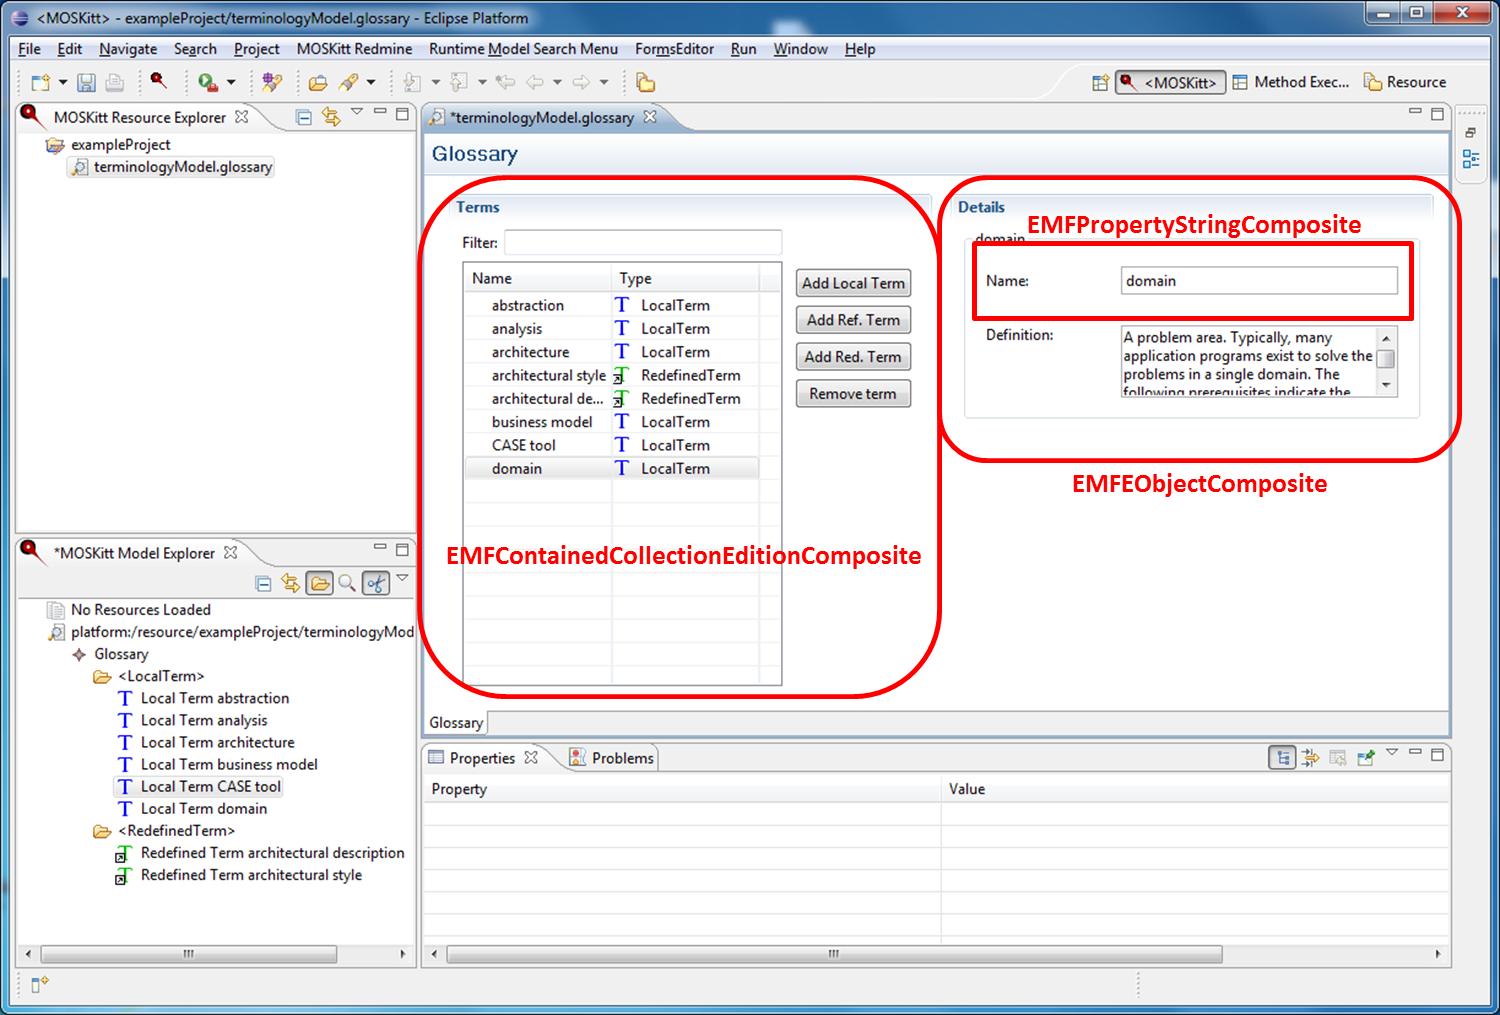 <MOSKitt> - exampleProject/terminologyModel.glossary - Eclipse Platform
File Edit Navigate Search Project MOSKitt Redmine Runtime Model Search Menu FormsEditor Run Window Help
<MOSKitt> Method Exec... Resource
MOSKitt Resource Explorer
exampleProject
terminologyModel.glossary
*terminologyModel.glossary
Glossary
Terms
Filter:
Name Type
abstraction LocalTerm
analysis LocalTerm
architecture LocalTerm
architectural style RedefinedTerm
architectural de... RedefinedTerm
business model LocalTerm
CASE tool LocalTerm
domain LocalTerm
Add Local Term
Add Ref. Term
Add Red. Term
Remove term
EMFContainedCollectionEditionComposite
Details
EMFPropertyStringComposite
domain
Name: domain
Definition: A problem area. Typically, many
application programs exist to solve the
problems in a single domain. The
following prerequisites indicate the
EMFEObjectComposite
Glossary
*MOSKitt Model Explorer
No Resources Loaded
platform:/resource/exampleProject/terminologyMod
Glossary
<LocalTerm>
Local Term abstraction
Local Term analysis
Local Term architecture
Local Term business model
Local Term CASE tool
Local Term domain
<RedefinedTerm>
Redefined Term architectural description
Redefined Term architectural style
Properties Problems
Property Value